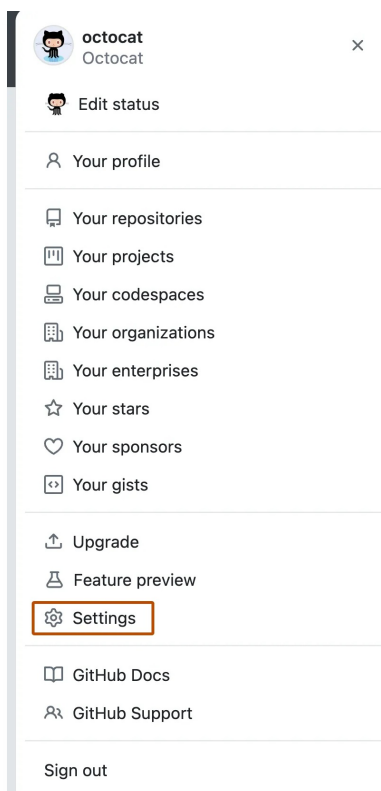 octocat
Octocat
Edit status
Your profile
Your repositories
Your projects
Your codespaces
Your organizations
Your enterprises
Your stars
Your sponsors
Your gists
Upgrade
Feature preview
Settings
GitHub Docs
GitHub Support
Sign out